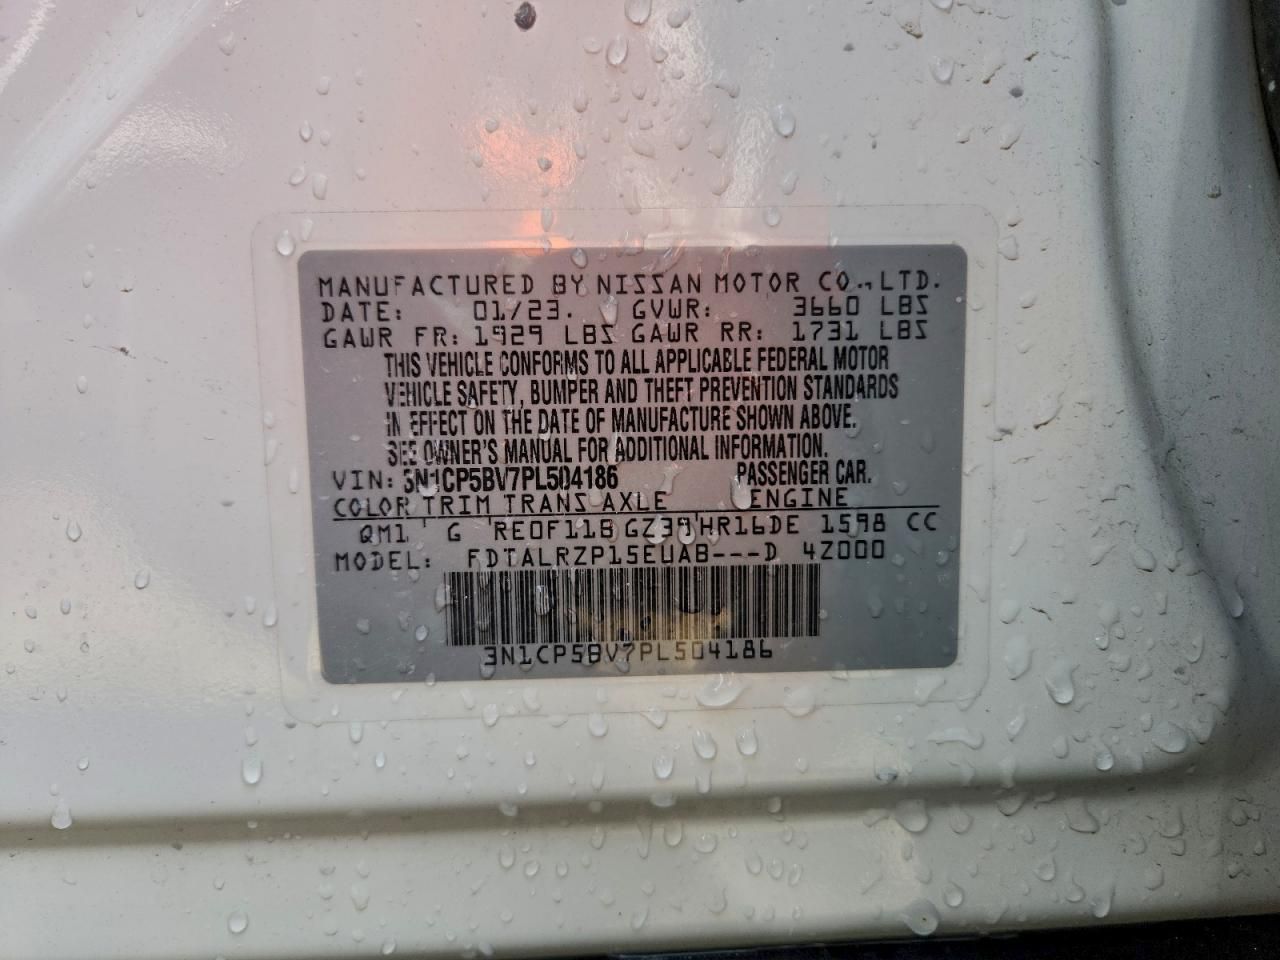 MANUFACTURED BY NISSAN MOTOR CO., LTD.
DATE: 01/23. GVWR: 3660 LBS
GAWR FR: 1929 LBS GAWR RR: 1731 LBS
THIS VEHICLE CONFORMS TO ALL APPLICABLE FEDERAL MOTOR
VEHICLE SAFETY, BUMPER AND THEFT PREVENTION STANDARDS
IN EFFECT ON THE DATE OF MANUFACTURE SHOWN ABOVE.
SEE OWNER'S MANUAL FOR ADDITIONAL INFORMATION.
VIN: 3N1CP5BV7PL504186 PASSENGER CAR.
COLOR TRIM TRANS AXLE ENGINE
QM1 G RE0F11B GZ39 HR16DE 1598 CC
MODEL: FDTALRZP15EUAB---D 4Z000
3N1CP5BV7PL504186